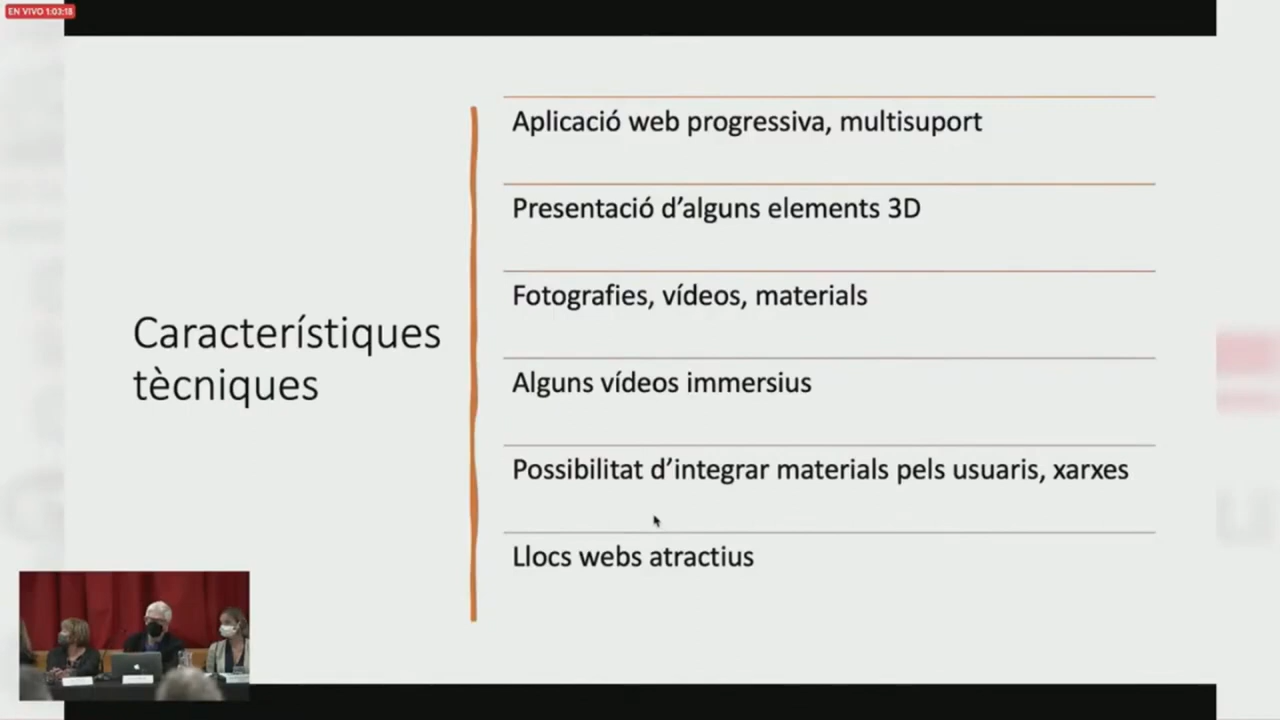 EN VIVO 1:03:18
Característiques
tècniques
Aplicació web progressiva, multisuport
Presentació d’alguns elements 3D
Fotografies, vídeos, materials
Alguns vídeos immersius
Possibilitat d’integrar materials pels usuaris, xarxes
Llocs webs atractius